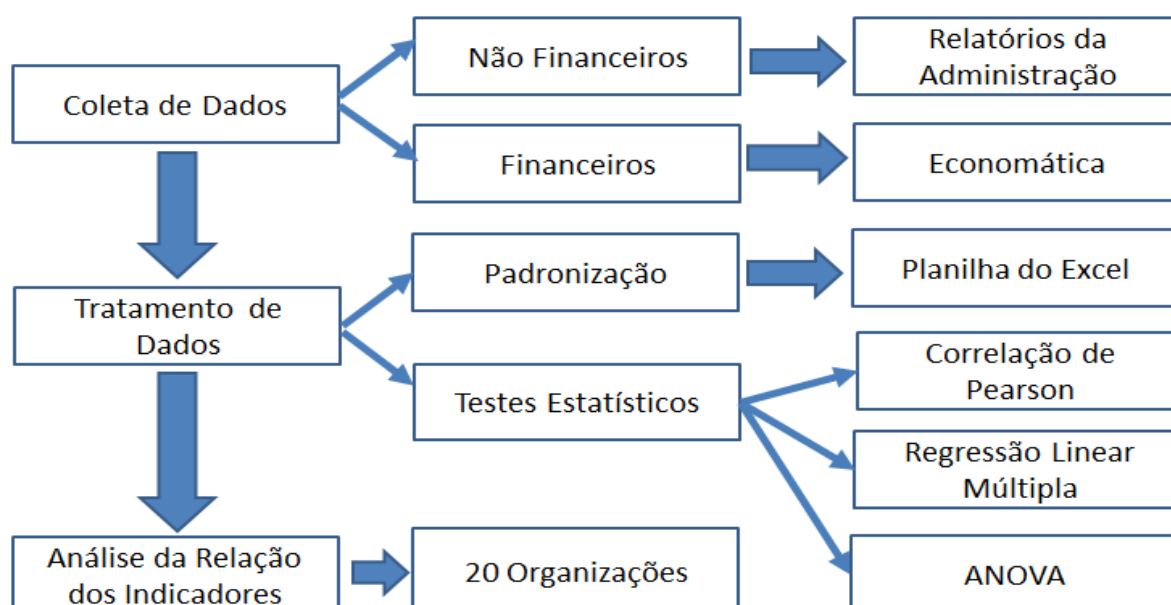 Não Financeiros
Relatórios da
Administração
Coleta de Dados
Financeiros
Economática
Padronização
Planilha do Excel
Tratamento de
Dados
Testes Estatísticos
Correlação de
Pearson
Regressão Linear
Múltipla
ANOVA
Análise da Relação
dos Indicadores
20 Organizações